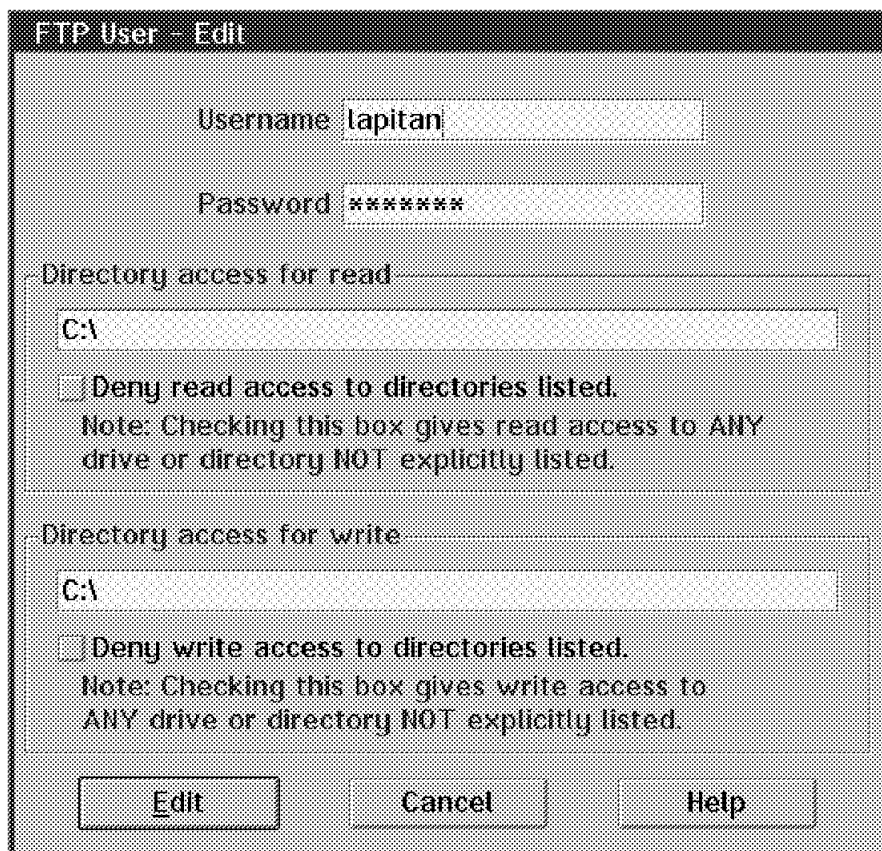 FTP User - Edit
Username lapitan
Password *******
Directory access for read
C:\
Deny read access to directories listed.
Note: Checking this box gives read access to ANY
drive or directory NOT explicitly listed.
Directory access for write
C:\
Deny write access to directories listed.
Note: Checking this box gives write access to
ANY drive or directory NOT explicitly listed.
Edit Cancel Help